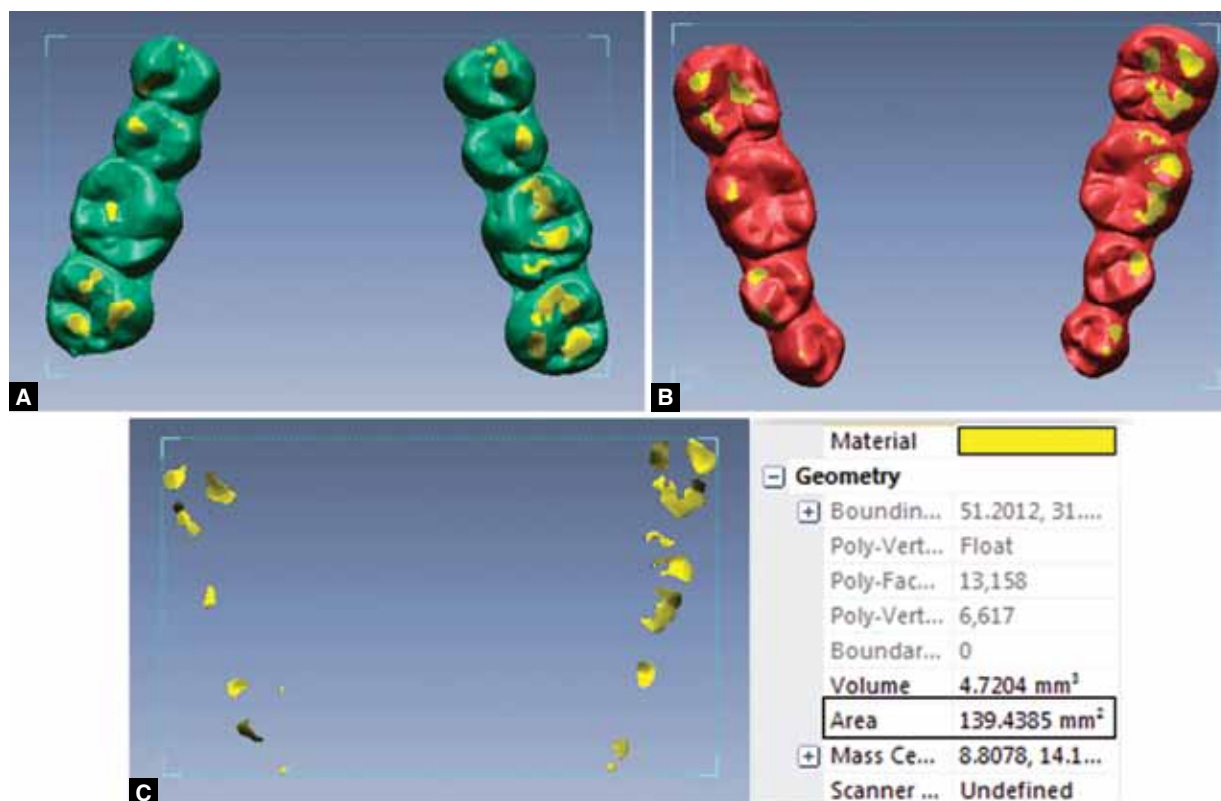 A
B
C
Material
Geometry
Boundin... 51.2012, 31....
Poly-Vert... Float
Poly-Fac... 13,158
Poly-Vert... 6,617
Boundar... 0
Volume 4.7204 mm³
Area 139.4385 mm²
Mass Ce... 8.8078, 14.1...
Scanner ... Undefined